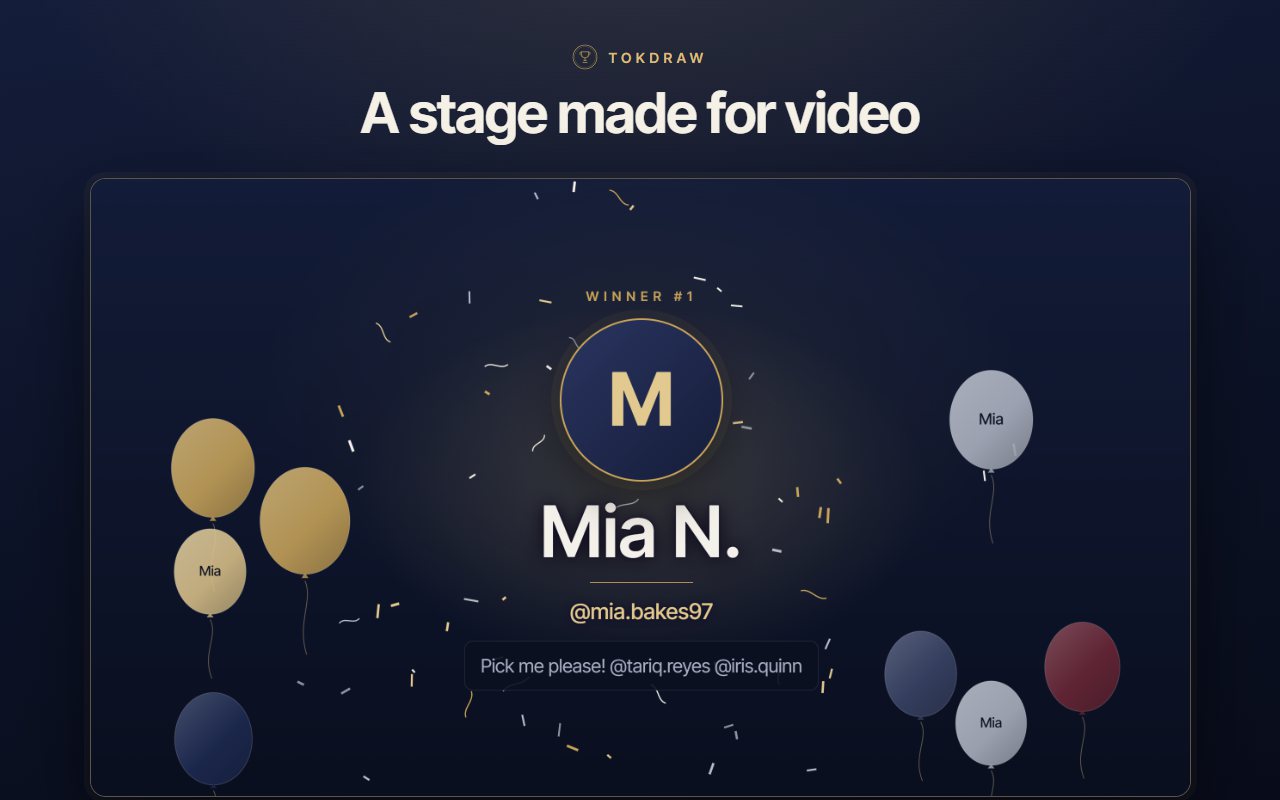 TOKDRAW
A stage made for video
WINNER #1
M
Mia
Mia N.
Mia
@mia.bakes97
Pick me please! @tariq.reyes @iris.quinn
Mia